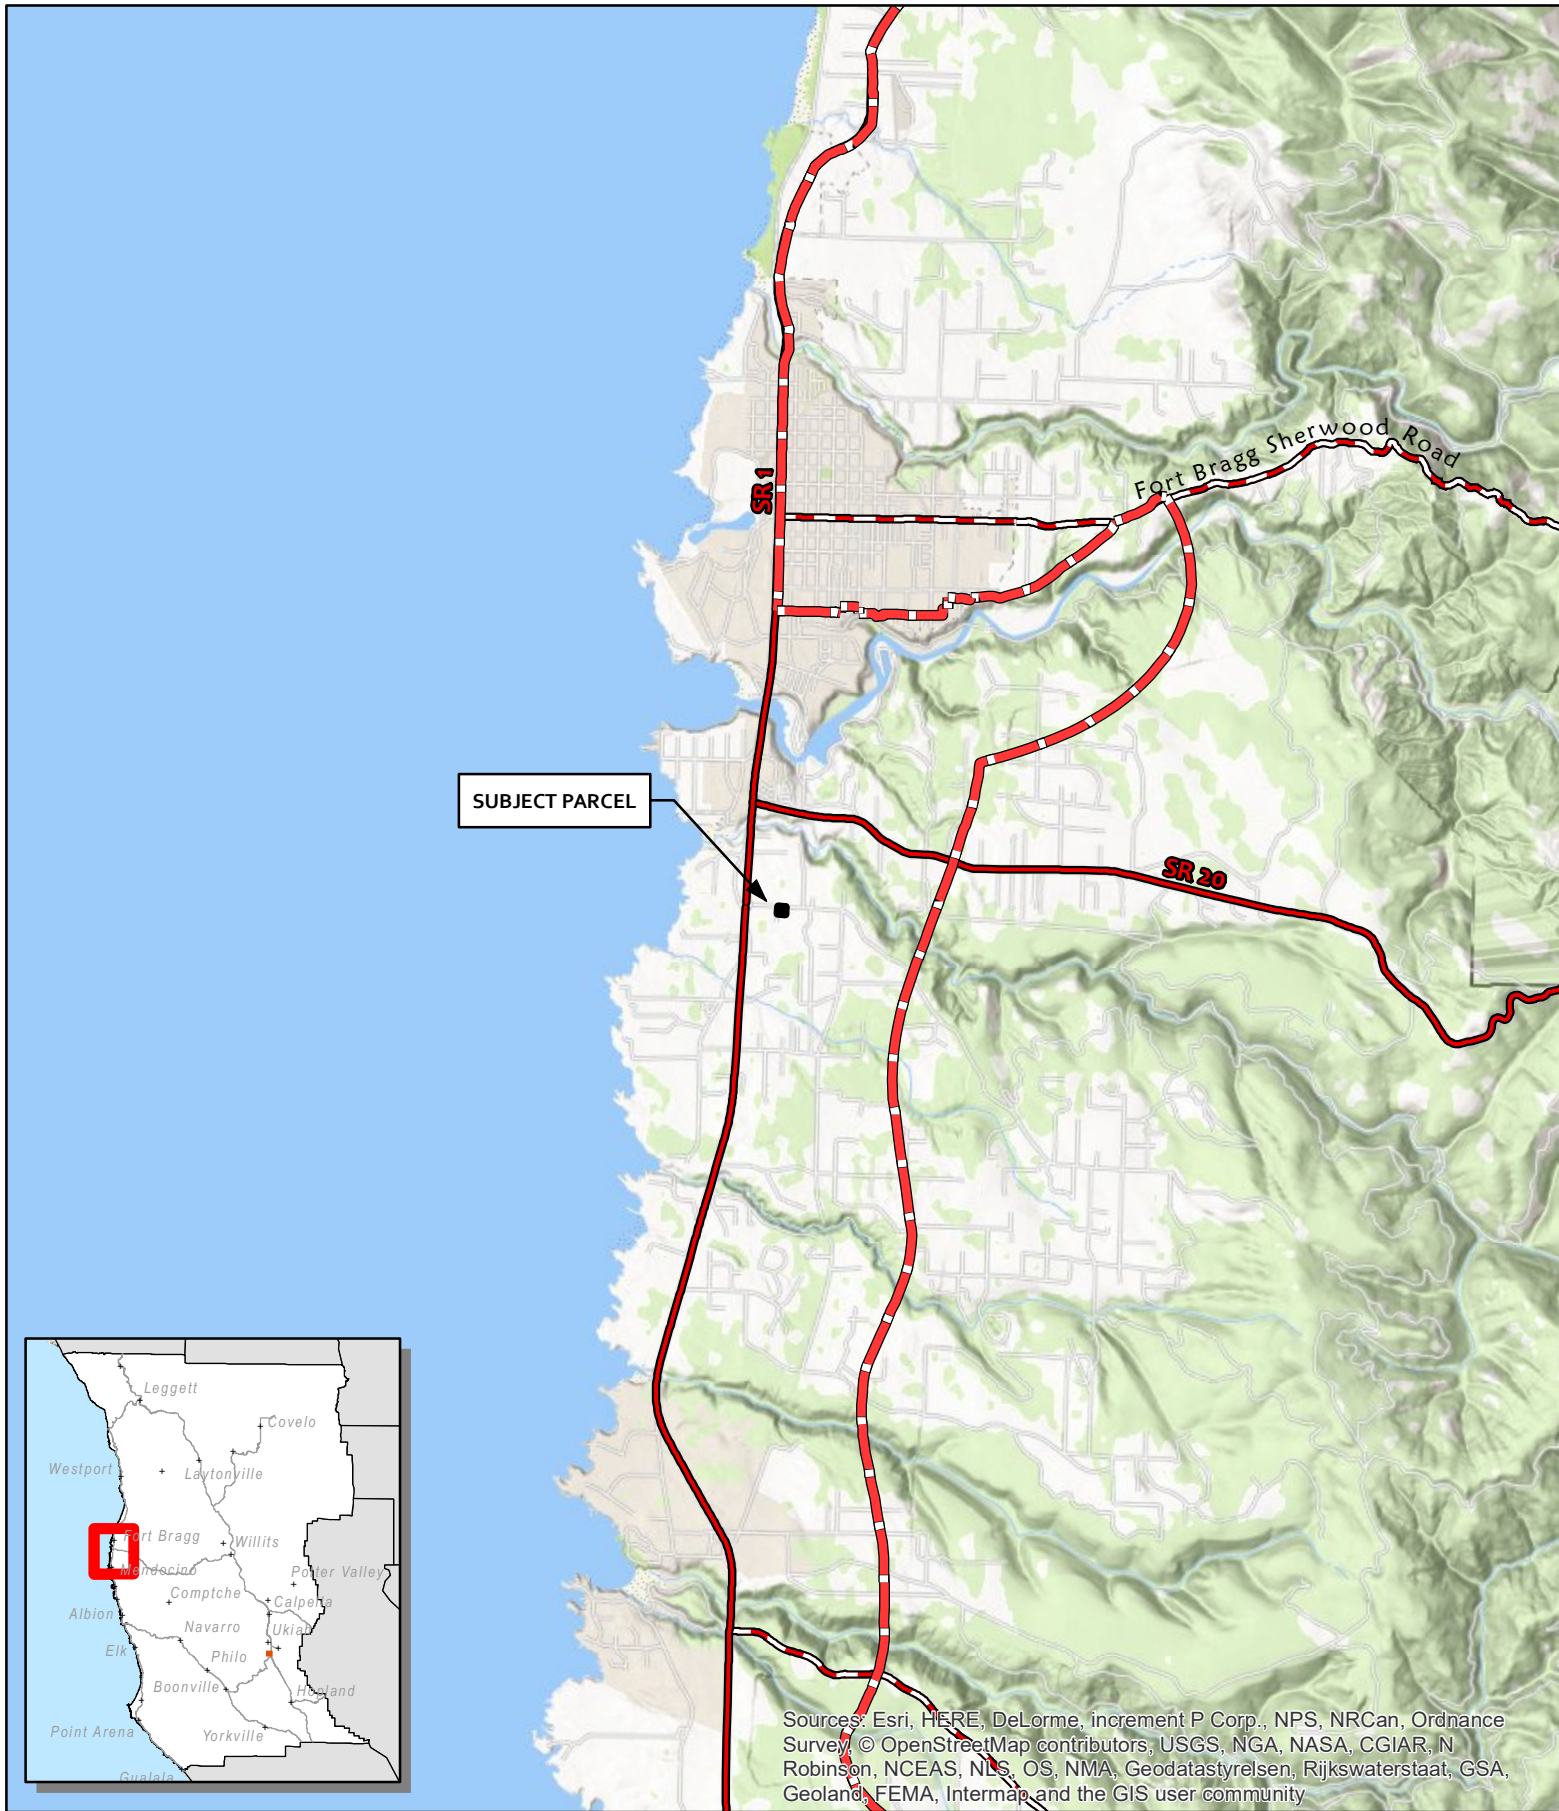 SR 1
Fort Bragg Sherwood Road
SUBJECT PARCEL
SR 20
Leggett
Covelo
Westport
Laytonville
Fort Bragg
Willits
Mendocino
Potter Valley
Comptche
Calpella
Albion
Navarro
Ukiah
Elk
Philo
Boonville
Hopland
Point Arena
Yorkville
Gualala
Sources: Esri, HERE, DeLorme, increment P Corp., NPS, NRCan, Ordnance
Survey, © OpenStreetMap contributors, USGS, NGA, NASA, CGIAR, N
Robinson, NCEAS, NLS, OS, NMA, Geodatastyrelsen, Rijkswaterstaat, GSA,
Geoland, FEMA, Intermap and the GIS user community